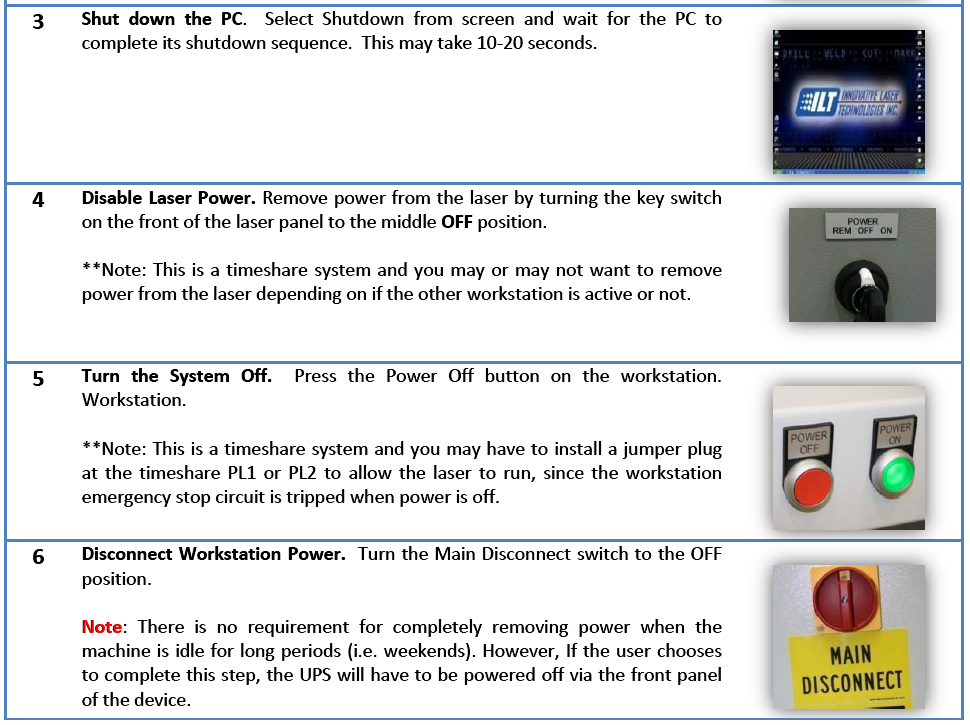 3
Shut down the PC. Select Shutdown from screen and wait for the PC to
complete its shutdown sequence. This may take 10-20 seconds.
DRILL WELD CUT MARK
ILT INNOVATIVE LASER
TECHNOLOGIES INC.
4
Disable Laser Power. Remove power from the laser by turning the key switch
on the front of the laser panel to the middle OFF position.
**Note: This is a timeshare system and you may or may not want to remove
power from the laser depending on if the other workstation is active or not.
POWER
REM OFF ON
5
Turn the System Off. Press the Power Off button on the workstation.
Workstation.
**Note: This is a timeshare system and you may have to install a jumper plug
at the timeshare PL1 or PL2 to allow the laser to run, since the workstation
emergency stop circuit is tripped when power is off.
POWER
OFF
POWER
ON
6
Disconnect Workstation Power. Turn the Main Disconnect switch to the OFF
position.
Note: There is no requirement for completely removing power when the
machine is idle for long periods (i.e. weekends). However, If the user chooses
to complete this step, the UPS will have to be powered off via the front panel
of the device.
MAIN
DISCONNECT